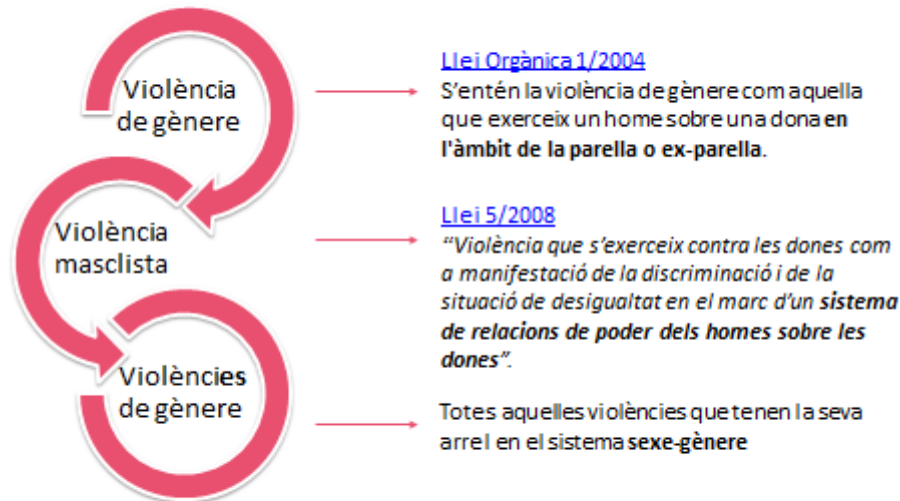 Violència
de gènere
Llei Orgànica 1/2004
S'entén la violència de gènere com aquella
que exerceix un home sobre una dona en
l'àmbit de la parella o ex-parella.
Violència
masclista
Llei 5/2008
“Violència que s’exerceix contra les dones com
a manifestació de la discriminació i de la
situació de desigualtat en el marc d’un sistema
de relacions de poder dels homes sobre les
dones”.
Violències
de gènere
Totes aquelles violències que tenen la seva
arrel en el sistema sexe-gènere